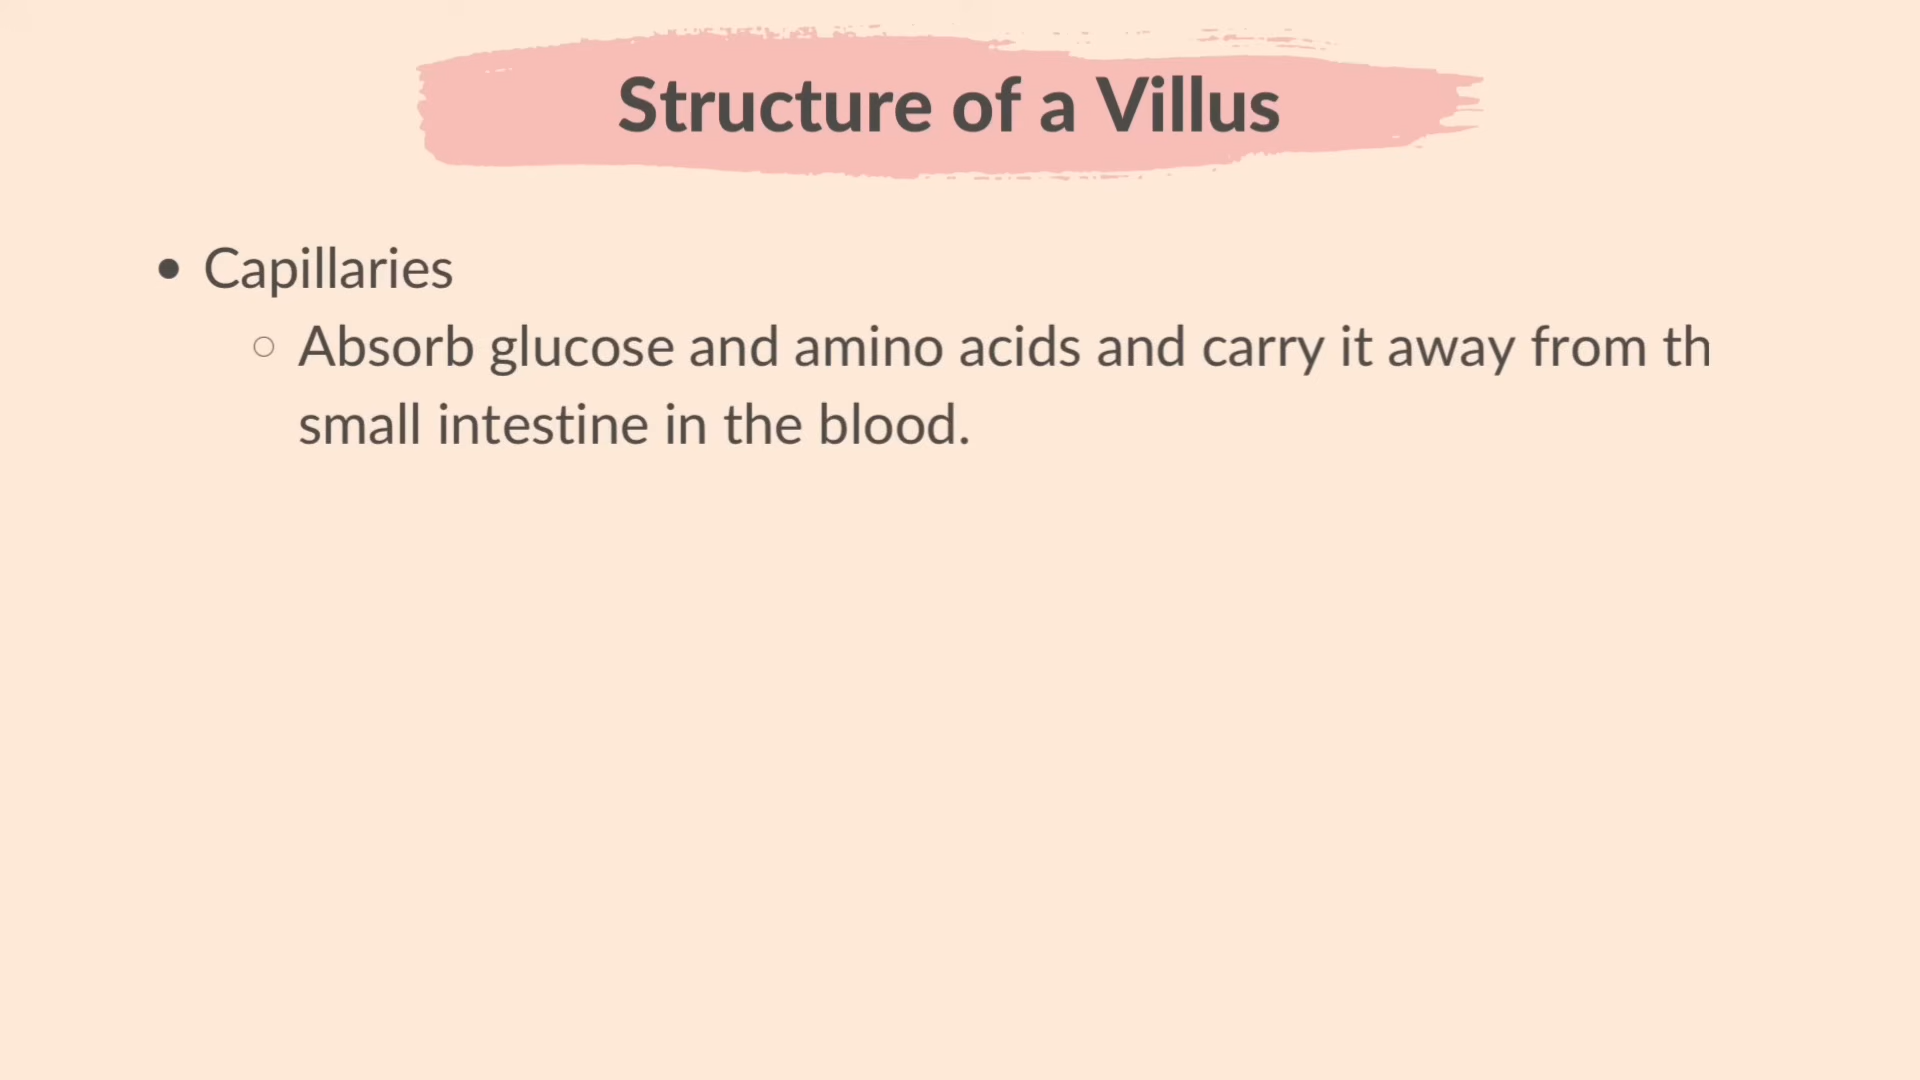 Structure of a Villus
• Capillaries
○ Absorb glucose and amino acids and carry it away from th
small intestine in the blood.